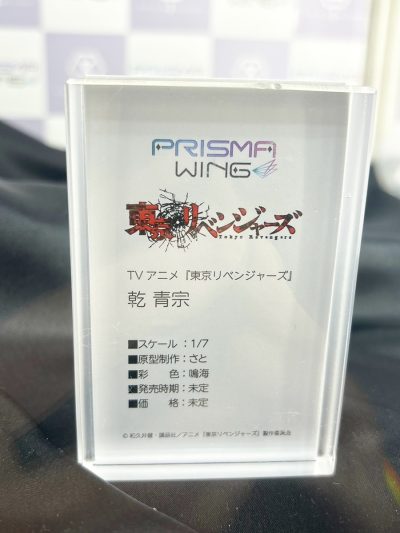 PRISMA
WING
東京リベンジャーズ
Tokyo Revengers
TV アニメ『東京リベンジャーズ』
乾 青宗
■スケール：1/7
■原型制作：さと
■彩　　色：鳴海
■発売時期：未定
■価　　格：未定
© 和久井健・講談社／アニメ『東京リベンジャーズ』製作委員会